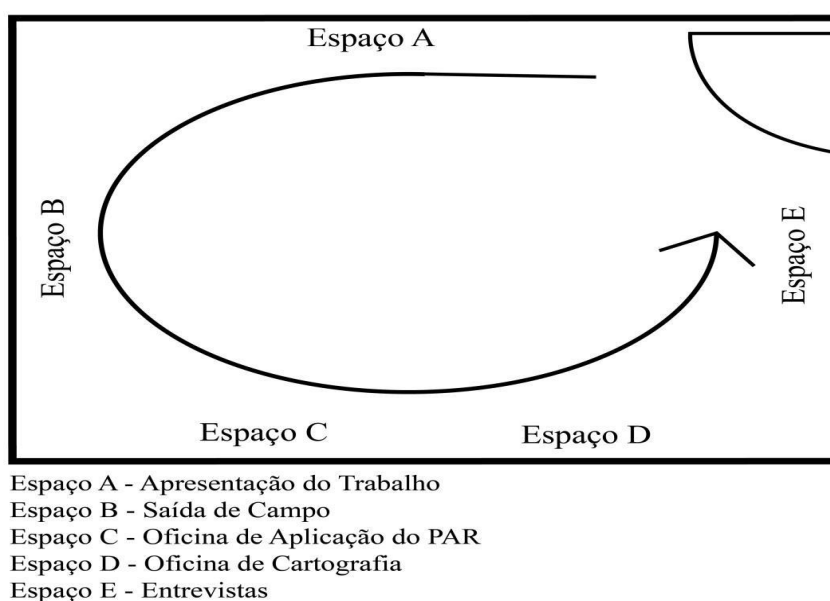 Espaço A
Espaço B
Espaço E
Espaço C
Espaço D
Espaço A - Apresentação do Trabalho
Espaço B - Saída de Campo
Espaço C - Oficina de Aplicação do PAR
Espaço D - Oficina de Cartografia
Espaço E - Entrevistas